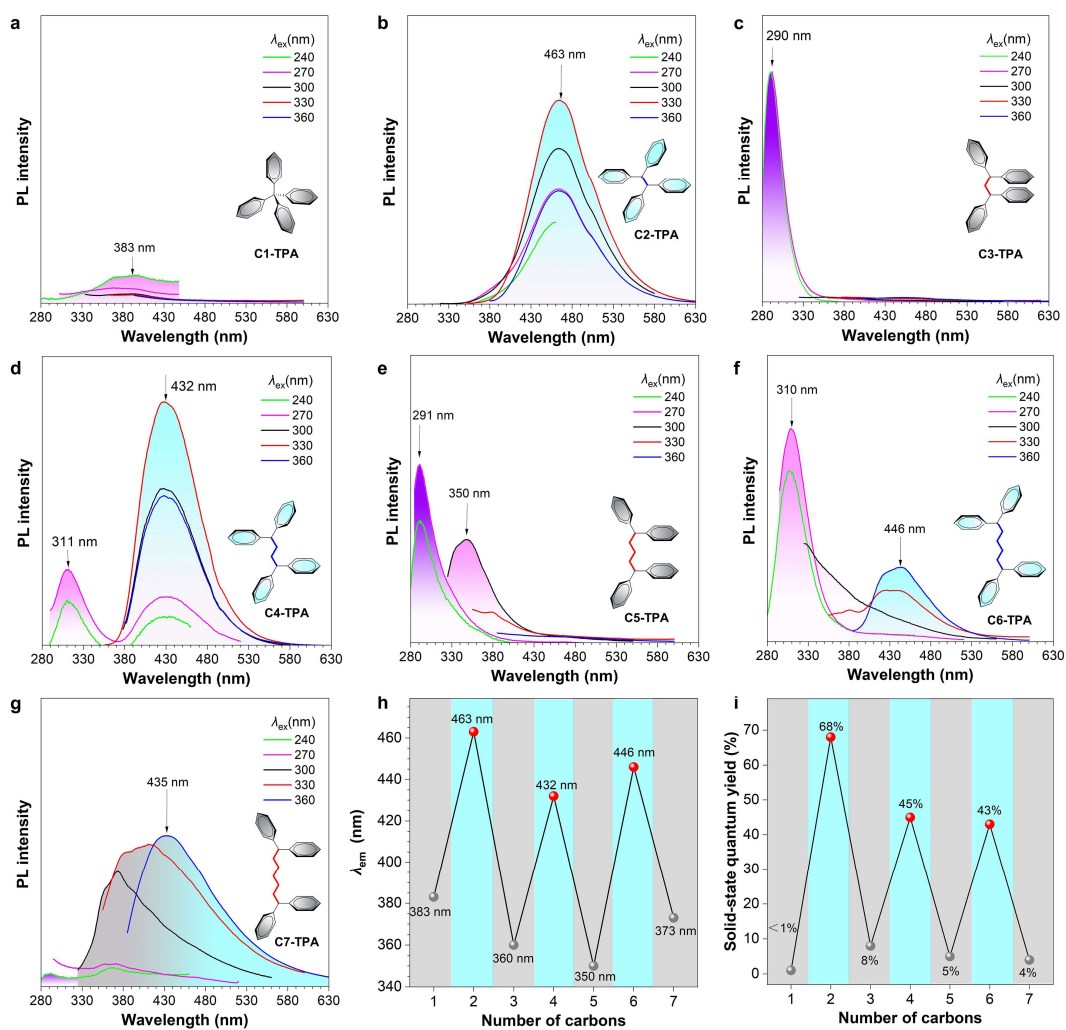 a
PL intensity
λex(nm)
240
270
300
330
360
383 nm
C1-TPA
280 330 380 430 480 530 580 630
Wavelength (nm)
b
PL intensity
463 nm
λex(nm)
240
270
300
330
360
C2-TPA
280 330 380 430 480 530 580 630
Wavelength (nm)
c
PL intensity
290 nm
λex(nm)
240
270
300
330
360
C3-TPA
280 330 380 430 480 530 580 630
Wavelength (nm)
d
PL intensity
432 nm
λex(nm)
240
270
300
330
360
311 nm
C4-TPA
280 330 380 430 480 530 580 630
Wavelength (nm)
e
PL intensity
291 nm
350 nm
λex(nm)
240
270
300
330
360
C5-TPA
280 330 380 430 480 530 580 630
Wavelength (nm)
f
PL intensity
310 nm
λex(nm)
240
270
300
330
360
446 nm
C6-TPA
280 330 380 430 480 530 580 630
Wavelength (nm)
g
PL intensity
435 nm
λex(nm)
240
270
300
330
360
C7-TPA
280 330 380 430 480 530 580 630
Wavelength (nm)
h
λem (nm)
460
440
420
400
380
360
340
463 nm
446 nm
432 nm
383 nm
360 nm
350 nm
373 nm
1 2 3 4 5 6 7
Number of carbons
i
Solid-state quantum yield (%)
70
60
50
40
30
20
10
0
68%
45%
43%
<1%
8%
5%
4%
1 2 3 4 5 6 7
Number of carbons